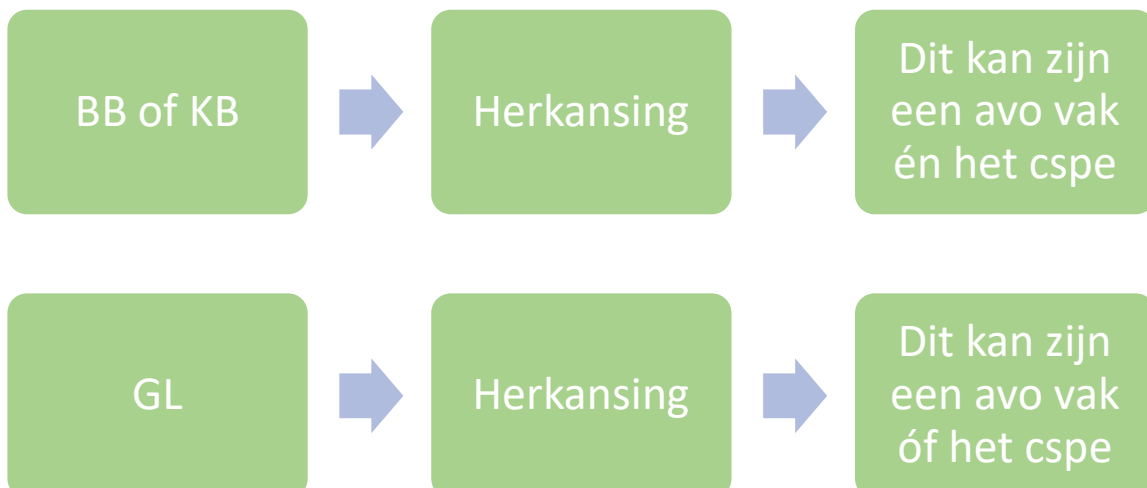 BB of KB
Herkansing
Dit kan zijn
een avo vak
én het cspe
GL
Herkansing
Dit kan zijn
een avo vak
óf het cspe